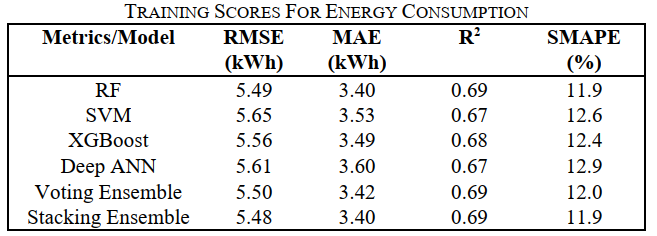 TRAINING SCORES FOR ENERGY CONSUMPTION
Metrics/Model RMSE MAE R² SMAPE
(kWh) (kWh) (%)
RF 5.49 3.40 0.69 11.9
SVM 5.65 3.53 0.67 12.6
XGBoost 5.56 3.49 0.68 12.4
Deep ANN 5.61 3.60 0.67 12.9
Voting Ensemble 5.50 3.42 0.69 12.0
Stacking Ensemble 5.48 3.40 0.69 11.9